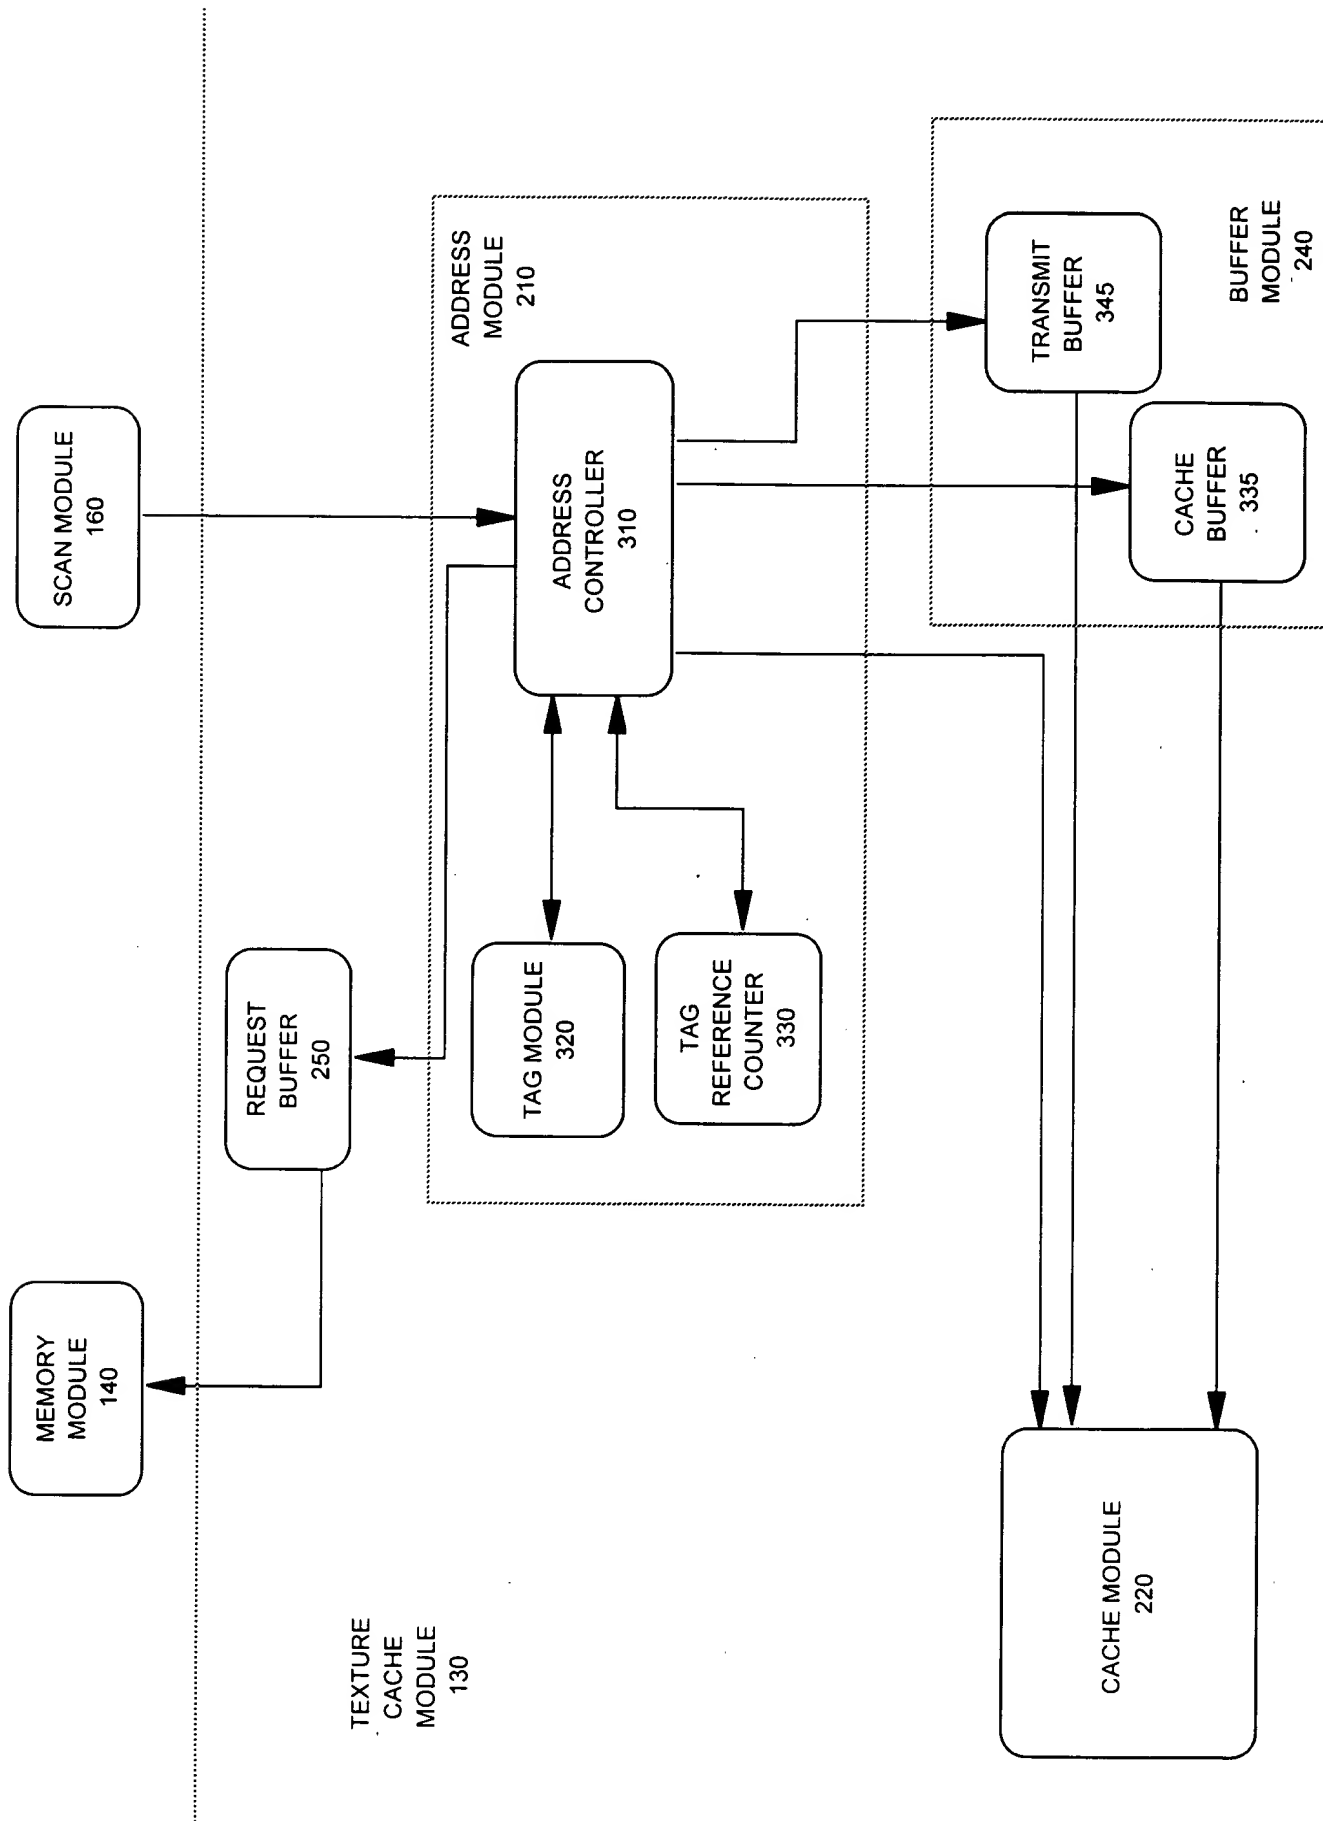 MEMORY
MODULE
140
SCAN MODULE
160
REQUEST
BUFFER
250
TEXTURE
CACHE
MODULE
130
ADDRESS
MODULE
210
TAG MODULE
320
ADDRESS
CONTROLLER
310
TAG
REFERENCE
COUNTER
330
CACHE MODULE
220
TRANSMIT
BUFFER
345
CACHE
BUFFER
335
BUFFER
MODULE
240